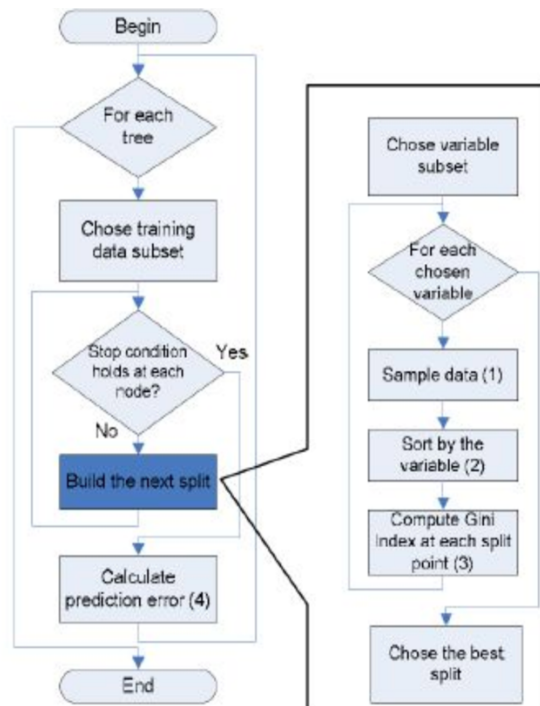 Begin
For each
tree
Chose training
data subset
Stop condition
holds at each
node?
Yes
No
Build the next split
Calculate
prediction error (4)
End
Chose variable
subset
For each
chosen
variable
Sample data (1)
Sort by the
variable (2)
Compute Gini
Index at each split
point (3)
Chose the best
split